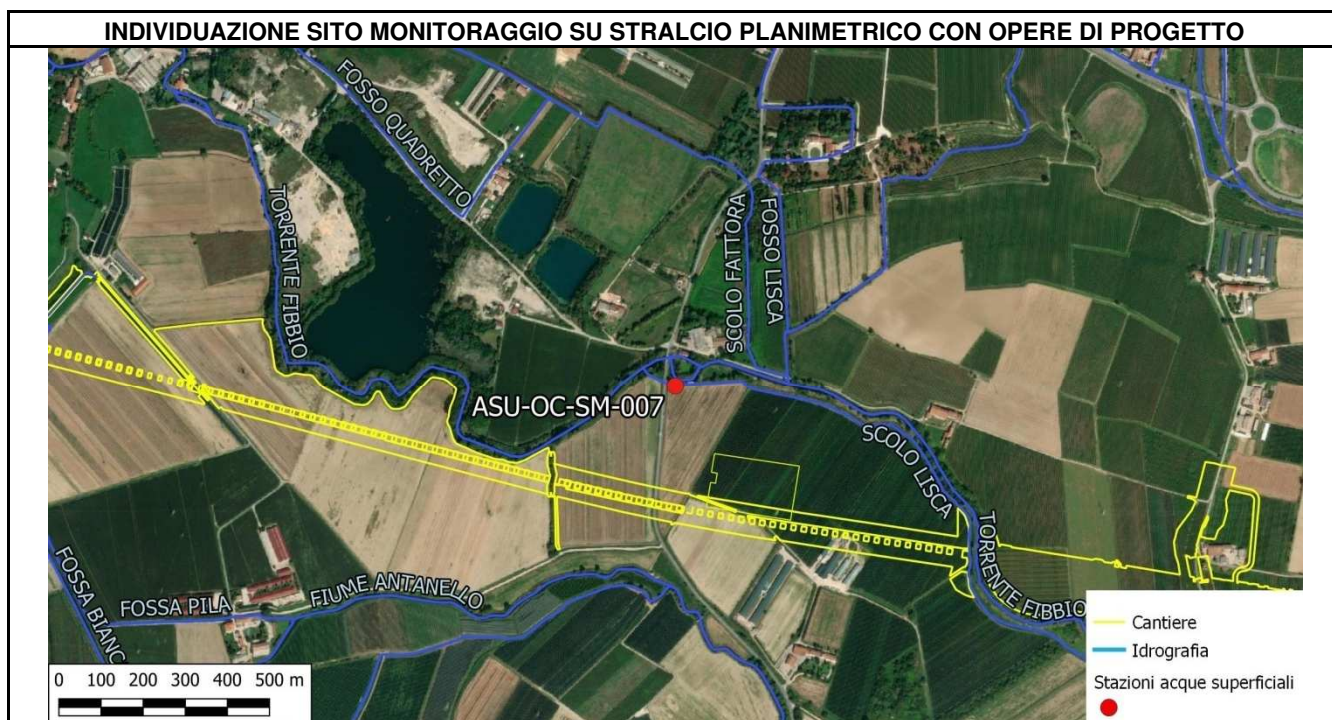 INDIVIDUAZIONE SITO MONITORAGGIO SU STRALCIO PLANIMETRICO CON OPERE DI PROGETTO
FOSSO QUADRETTO
TORRENTE FIBBIO
SCOLO FATTORA
FOSSO LISCA
ASU-OC-SM-007
SCOLO LISCA
TORRENTE FIBBIO
FIUME ANTANELLO
FOSSA PILA
FOSSA BIANC
0 100 200 300 400 500 m
Cantiere
Idrografia
Stazioni acque superficiali